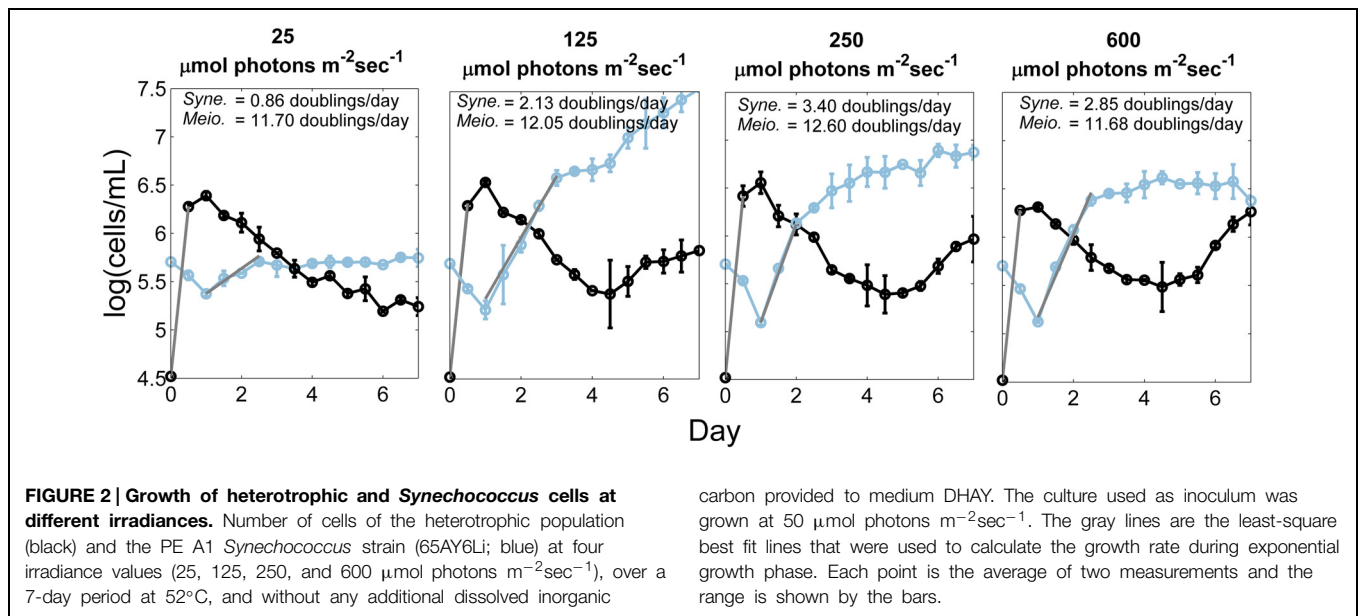 25
μmol photons m⁻²sec⁻¹
125
μmol photons m⁻²sec⁻¹
250
μmol photons m⁻²sec⁻¹
600
μmol photons m⁻²sec⁻¹
Syne. = 0.86 doublings/day
Meio. = 11.70 doublings/day
Syne. = 2.13 doublings/day
Meio. = 12.05 doublings/day
Syne. = 3.40 doublings/day
Meio. = 12.60 doublings/day
Syne. = 2.85 doublings/day
Meio. = 11.68 doublings/day
log(cells/mL)
7.5
7
6.5
6
5.5
5
4.5
0 2 4 6
0 2 4 6
0 2 4 6
0 2 4 6
Day
FIGURE 2 | Growth of heterotrophic and Synechococcus cells at
different irradiances. Number of cells of the heterotrophic population
(black) and the PE A1 Synechococcus strain (65AY6Li; blue) at four
irradiance values (25, 125, 250, and 600 μmol photons m⁻²sec⁻¹), over a
7-day period at 52°C, and without any additional dissolved inorganic
carbon provided to medium DHAY. The culture used as inoculum was
grown at 50 μmol photons m⁻²sec⁻¹. The gray lines are the least-square
best fit lines that were used to calculate the growth rate during exponential
growth phase. Each point is the average of two measurements and the
range is shown by the bars.